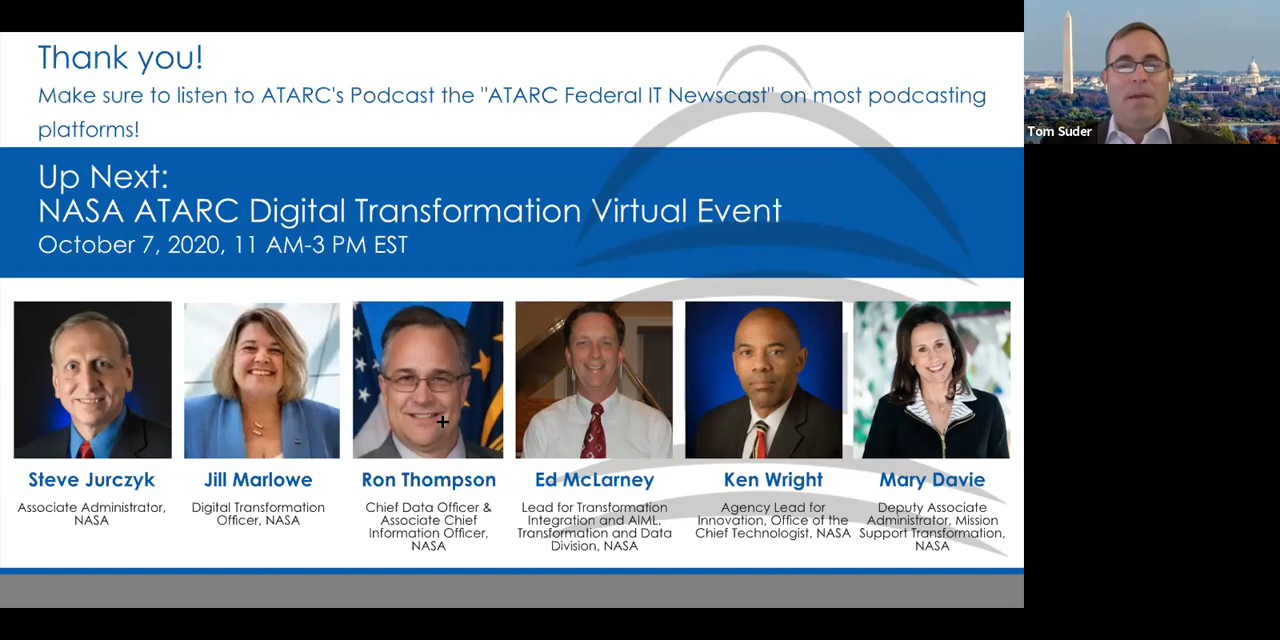 Thank you!
Make sure to listen to ATARC's Podcast the "ATARC Federal IT Newscast" on most podcasting
platforms!
Up Next:
NASA ATARC Digital Transformation Virtual Event
October 7, 2020, 11 AM-3 PM EST
Steve Jurczyk
Associate Administrator,
NASA
Jill Marlowe
Digital Transformation
Officer, NASA
Ron Thompson
Chief Data Officer &
Associate Chief
Information Officer,
NASA
Ed McLarney
Lead for Transformation
Integration and AIML,
Transformation and Data
Division, NASA
Ken Wright
Agency Lead for
Innovation, Office of the
Chief Technologist, NASA
Mary Davie
Deputy Associate
Administrator, Mission
Support Transformation,
NASA
Tom Suder